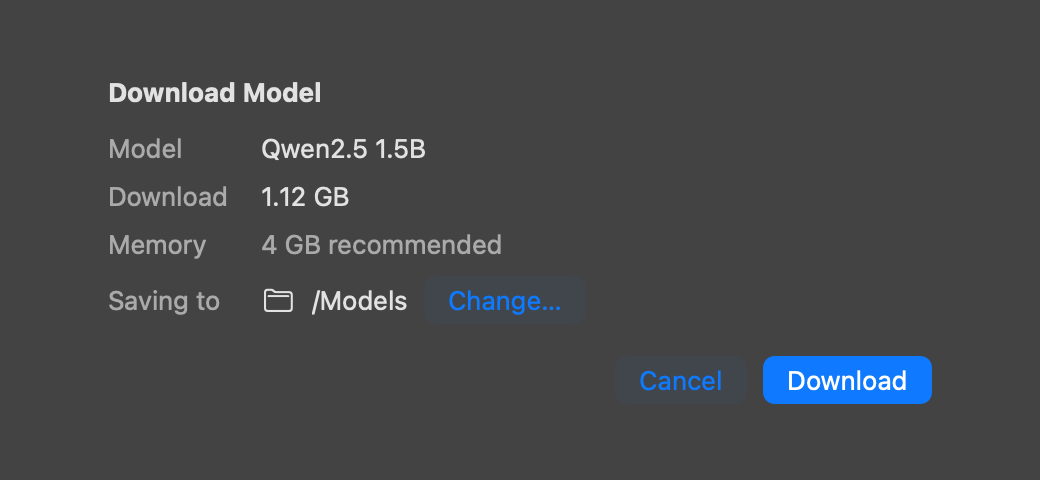 Download Model
Model Qwen2.5 1.5B
Download 1.12 GB
Memory 4 GB recommended
Saving to /Models Change...
Cancel Download